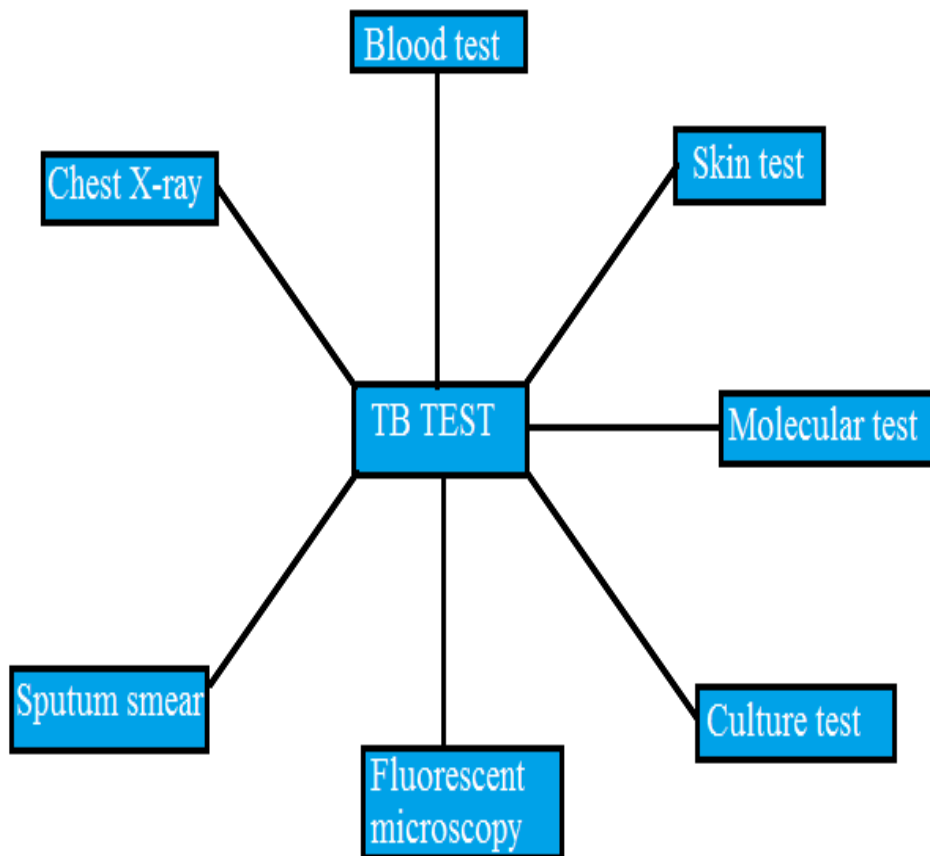 Blood test
Skin test
Chest X-ray
TB TEST
Molecular test
Sputum smear
Culture test
Fluorescent
microscopy